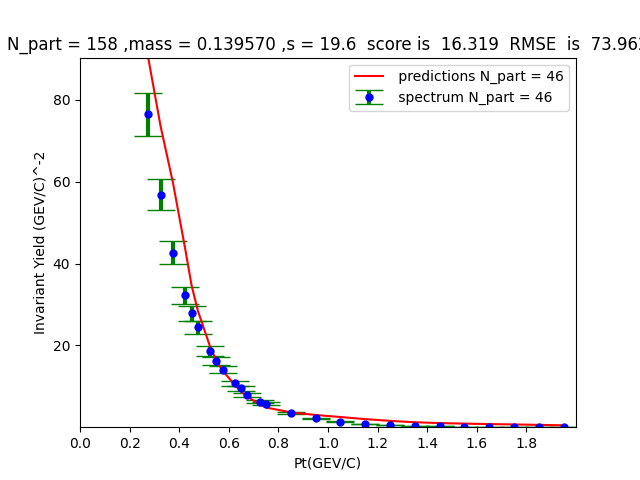 N_part = 158 ,mass = 0.139570 ,s = 19.6  score is  16.319  RMSE  is
predictions N_part = 46
spectrum N_part = 46
Invariant Yield (GEV/C)^-2
80
60
40
20
0.0 0.2 0.4 0.6 0.8 1.0 1.2 1.4 1.6 1.8
Pt(GEV/C)